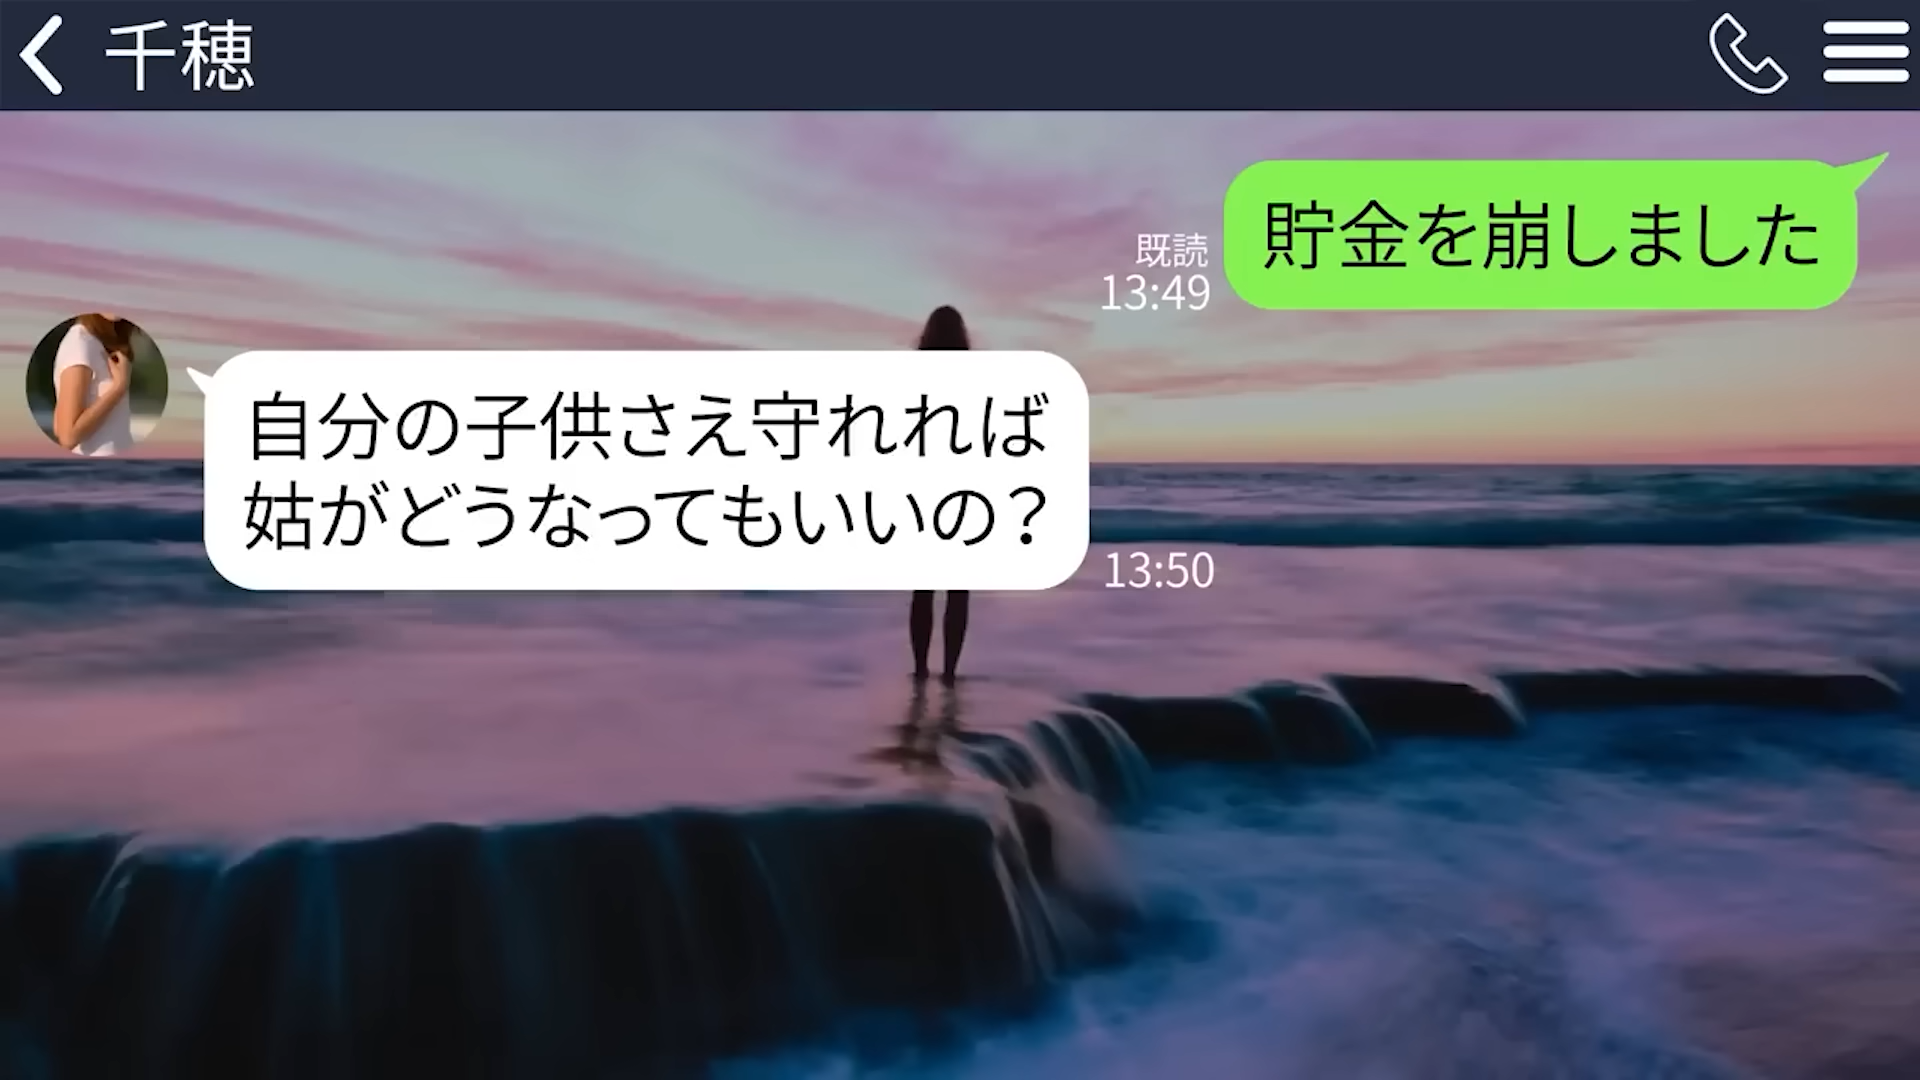 千穂
貯金を崩しました
既読
13:49
自分の子供さえ守れれば
姑がどうなってもいいの？
13:50